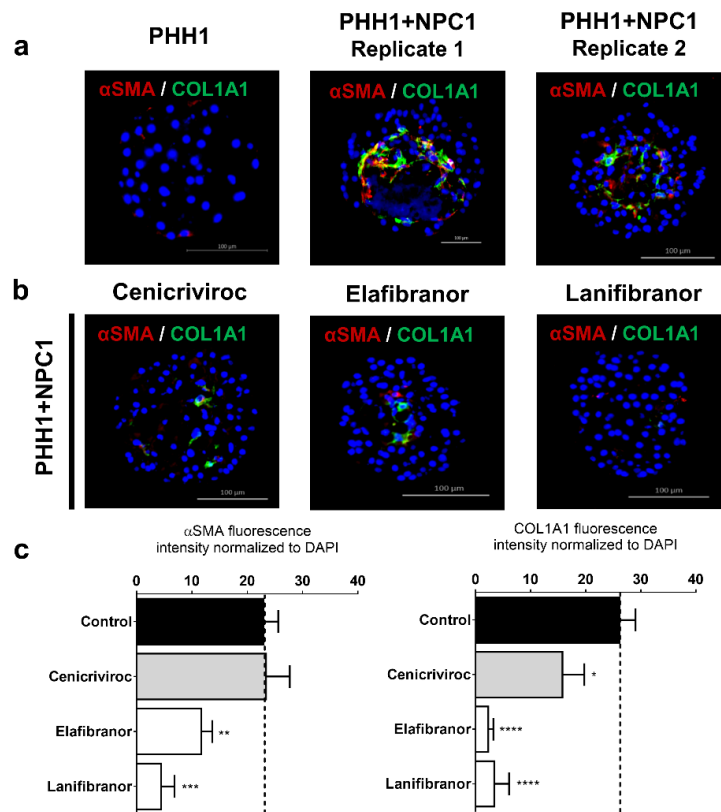 a
PHH1
PHH1+NPC1
Replicate 1
PHH1+NPC1
Replicate 2
αSMA / COL1A1
αSMA / COL1A1
αSMA / COL1A1
100 µm
100 µm
100 µm
b
Cenicriviroc
Elafibranor
Lanifibranor
PHH1+NPC1
αSMA / COL1A1
αSMA / COL1A1
αSMA / COL1A1
100 µm
100 µm
100 µm
c
αSMA fluorescence
intensity normalized to DAPI
0 10 20 30 40
Control
Cenicriviroc
Elafibranor **
Lanifibranor ***
COL1A1 fluorescence
intensity normalized to DAPI
0 10 20 30 40
Control
Cenicriviroc *
Elafibranor ****
Lanifibranor ****